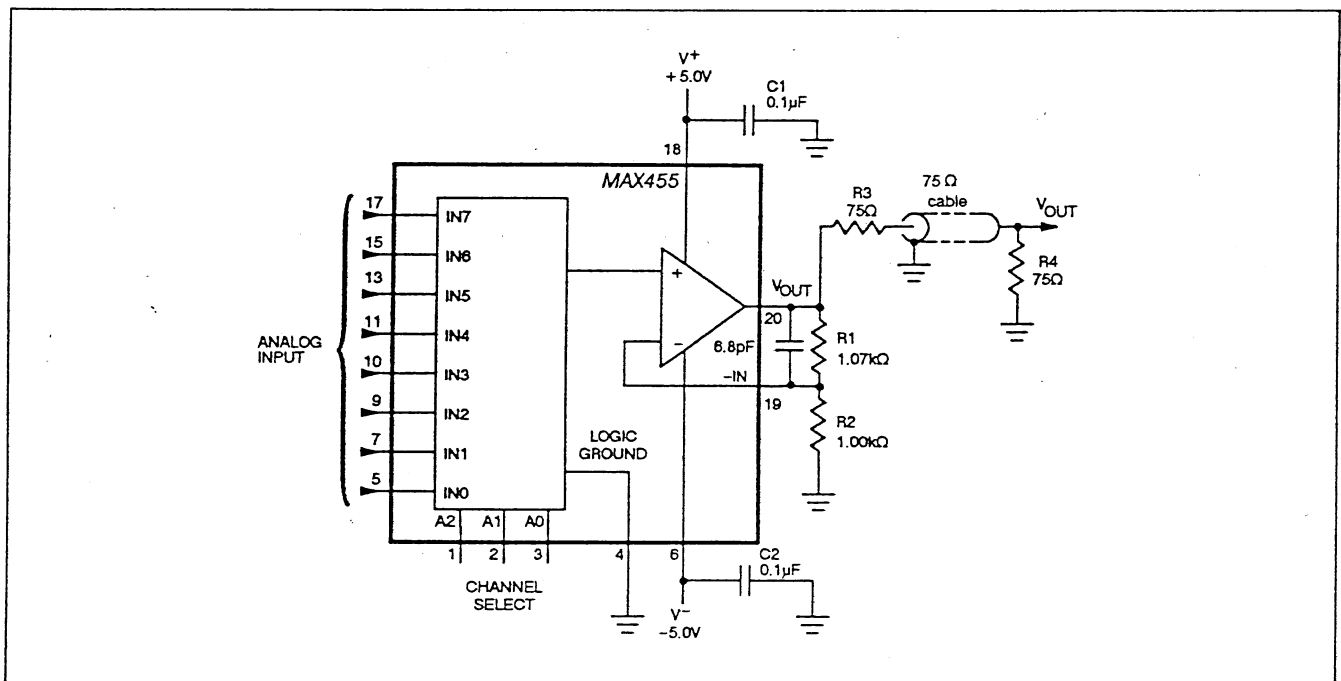 V+
+5.0V
C1
0.1µF
18
MAX455
17
IN7
15
IN6
13
IN5
11
IN4
10
IN3
9
IN2
7
IN1
5
IN0
ANALOG
INPUT
A2
A1
A0
1
2
3
CHANNEL
SELECT
LOGIC
GROUND
4
6
+
−
VOUT
20
6.8pF
−IN
19
R1
1.07kΩ
R2
1.00kΩ
R3
75Ω
75 Ω
cable
VOUT
R4
75Ω
C2
0.1µF
V−
−5.0V